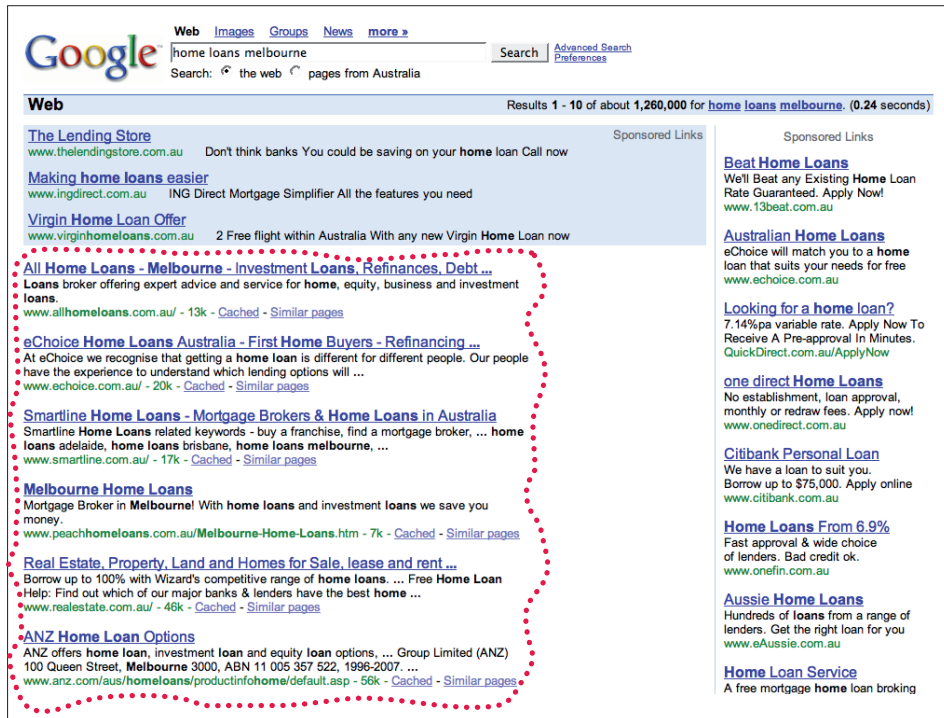 Web Images Groups News more »
Google™
home loans melbourne Search Advanced Search
Preferences
Search: the web pages from Australia
Web Results 1 - 10 of about 1,260,000 for home loans melbourne. (0.24 seconds)
The Lending Store Sponsored Links
www.thelendingstore.com.au Don't think banks You could be saving on your home loan Call now
Making home loans easier
www.ingdirect.com.au ING Direct Mortgage Simplifier All the features you need
Virgin Home Loan Offer
www.virginhomeloans.com.au 2 Free flight within Australia With any new Virgin Home Loan now
All Home Loans - Melbourne - Investment Loans, Refinances, Debt ...
Loans broker offering expert advice and service for home, equity, business and investment
loans.
www.allhomeloans.com.au/ - 13k - Cached - Similar pages
eChoice Home Loans Australia - First Home Buyers - Refinancing ...
At eChoice we recognise that getting a home loan is different for different people. Our people
have the experience to understand which lending options will ...
www.echoice.com.au/ - 20k - Cached - Similar pages
Smartline Home Loans - Mortgage Brokers & Home Loans in Australia
Smartline Home Loans related keywords - buy a franchise, find a mortgage broker, ... home
loans adelaide, home loans brisbane, home loans melbourne, ...
www.smartline.com.au/ - 17k - Cached - Similar pages
Melbourne Home Loans
Mortgage Broker in Melbourne! With home loans and investment loans we save you
money.
www.peachhomeloans.com.au/Melbourne-Home-Loans.htm - 7k - Cached - Similar pages
Real Estate, Property, Land and Homes for Sale, lease and rent ...
Borrow up to 100% with Wizard's competitive range of home loans. ... Free Home Loan
Help: Find out which of our major banks & lenders have the best home ...
www.realestate.com.au/ - 46k - Cached - Similar pages
ANZ Home Loan Options
ANZ offers home loan, investment loan and equity loan options, ... Group Limited (ANZ)
100 Queen Street, Melbourne 3000, ABN 11 005 357 522, 1996-2007. ...
www.anz.com/aus/homeloans/productinfohome/default.asp - 56k - Cached - Similar pages
Sponsored Links
Beat Home Loans
We'll Beat any Existing Home Loan
Rate Guaranteed. Apply Now!
www.13beat.com.au
Australian Home Loans
eChoice will match you to a home
loan that suits your needs for free
www.echoice.com.au
Looking for a home loan?
7.14%pa variable rate. Apply Now To
Receive A Pre-approval In Minutes.
QuickDirect.com.au/ApplyNow
one direct Home Loans
No establishment, loan approval,
monthly or redraw fees. Apply now!
www.onedirect.com.au
Citibank Personal Loan
We have a loan to suit you.
Borrow up to $75,000. Apply online
www.citibank.com.au
Home Loans From 6.9%
Fast approval & wide choice
of lenders. Bad credit ok.
www.onefin.com.au
Aussie Home Loans
Hundreds of loans from a range of
lenders. Get the right loan for you
www.eAussie.com.au
Home Loan Service
A free mortgage home loan broking